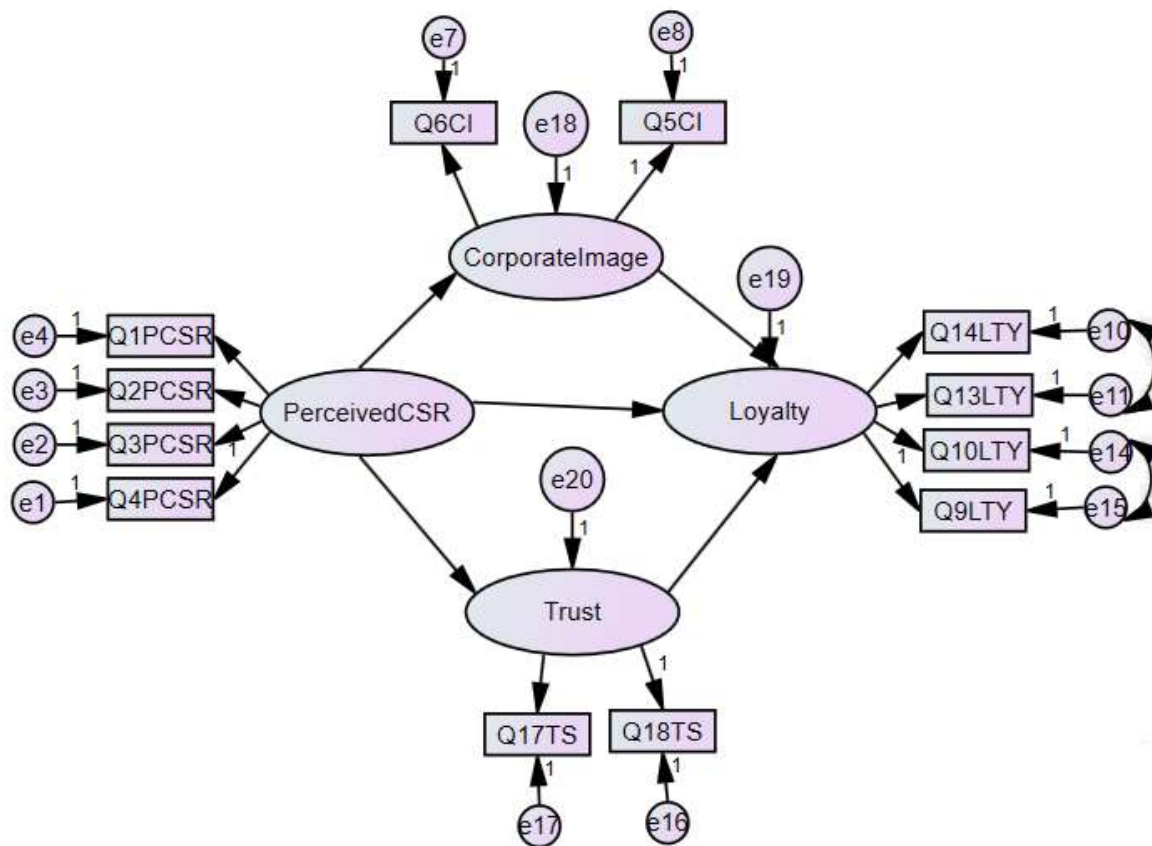 e7
1
e8
1
Q6CI
e18
Q5CI
1
1
CorporateImage
e19
1
e4
1
Q1PCSR
e3
1
Q2PCSR
e2
1
Q3PCSR
1
e1
1
Q4PCSR
PerceivedCSR
Loyalty
Q14LTY
1
e10
Q13LTY
1
e11
Q10LTY
1
e14
1
Q9LTY
1
e15
e20
1
Trust
1
Q17TS
Q18TS
1
1
e17
e16